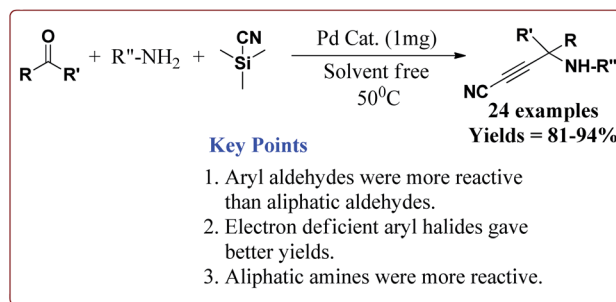 O
R R'
+ R"-NH₂ +
CN
Si
Pd Cat. (1mg)
Solvent free
50⁰C
R' R
NH-R"
NC
24 examples
Yields = 81-94%
Key Points
1. Aryl aldehydes were more reactive
than aliphatic aldehydes.
2. Electron deficient aryl halides gave
better yields.
3. Aliphatic amines were more reactive.